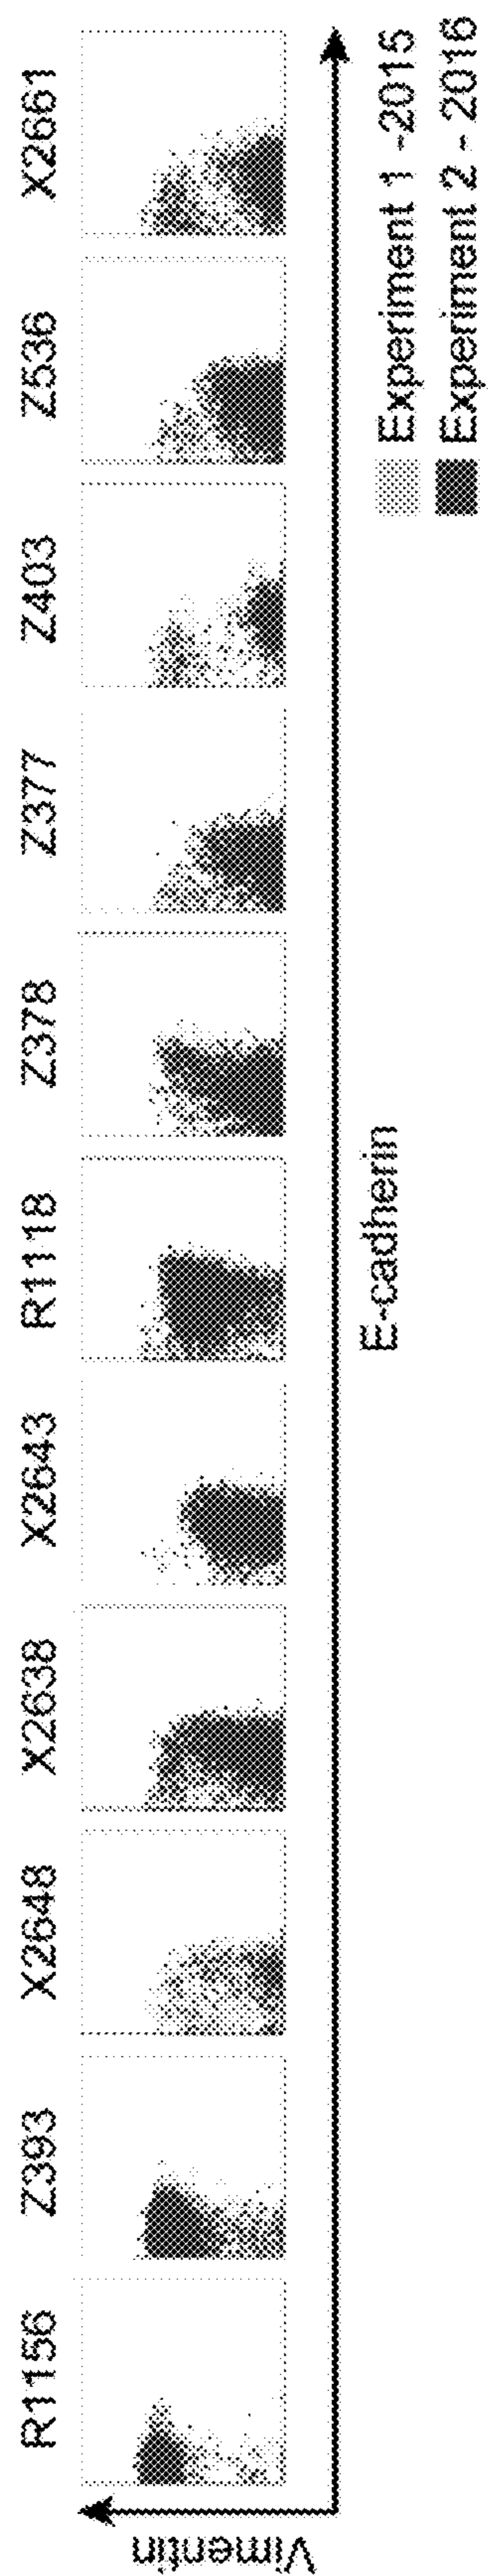 R1156 Z393 X2648 X2638 X2643 R1118 Z378 Z377 Z403 Z536 X2661
Vimentin
E-cadherin
Experiment 1 -2015
Experiment 2 - 2016